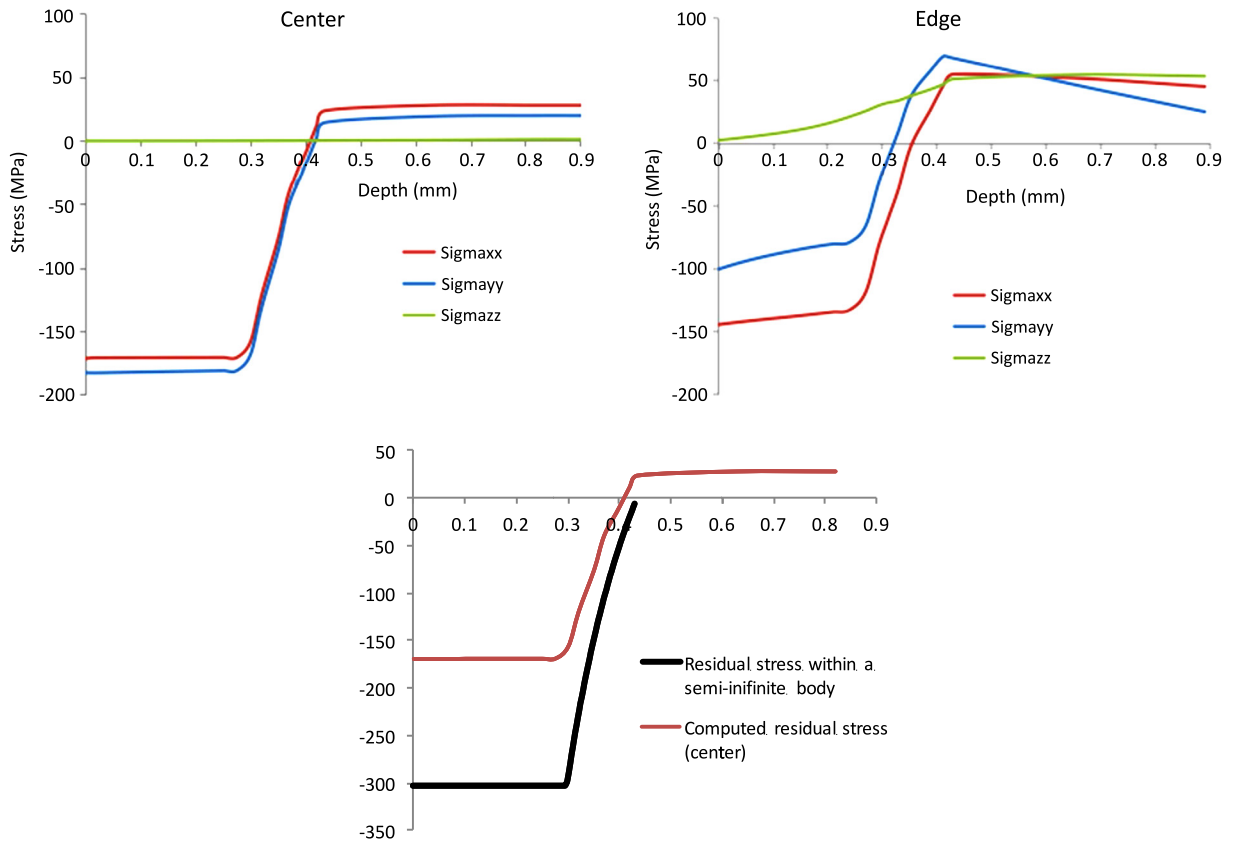 Center
100
50
0
-50
-100
-150
-200
0 0.1 0.2 0.3 0.4 0.5 0.6 0.7 0.8 0.9
Stress (MPa)
Depth (mm)
Sigmaxx
Sigmayy
Sigmazz
Edge
100
50
0
-50
-100
-150
-200
0 0.1 0.2 0.3 0.4 0.5 0.6 0.7 0.8 0.9
Stress (MPa)
Depth (mm)
Sigmaxx
Sigmayy
Sigmazz
50
0
-50
-100
-150
-200
-250
-300
-350
0 0.1 0.2 0.3 0.4 0.5 0.6 0.7 0.8 0.9
Residual stress within a
semi-inifinite body
Computed residual stress
(center)